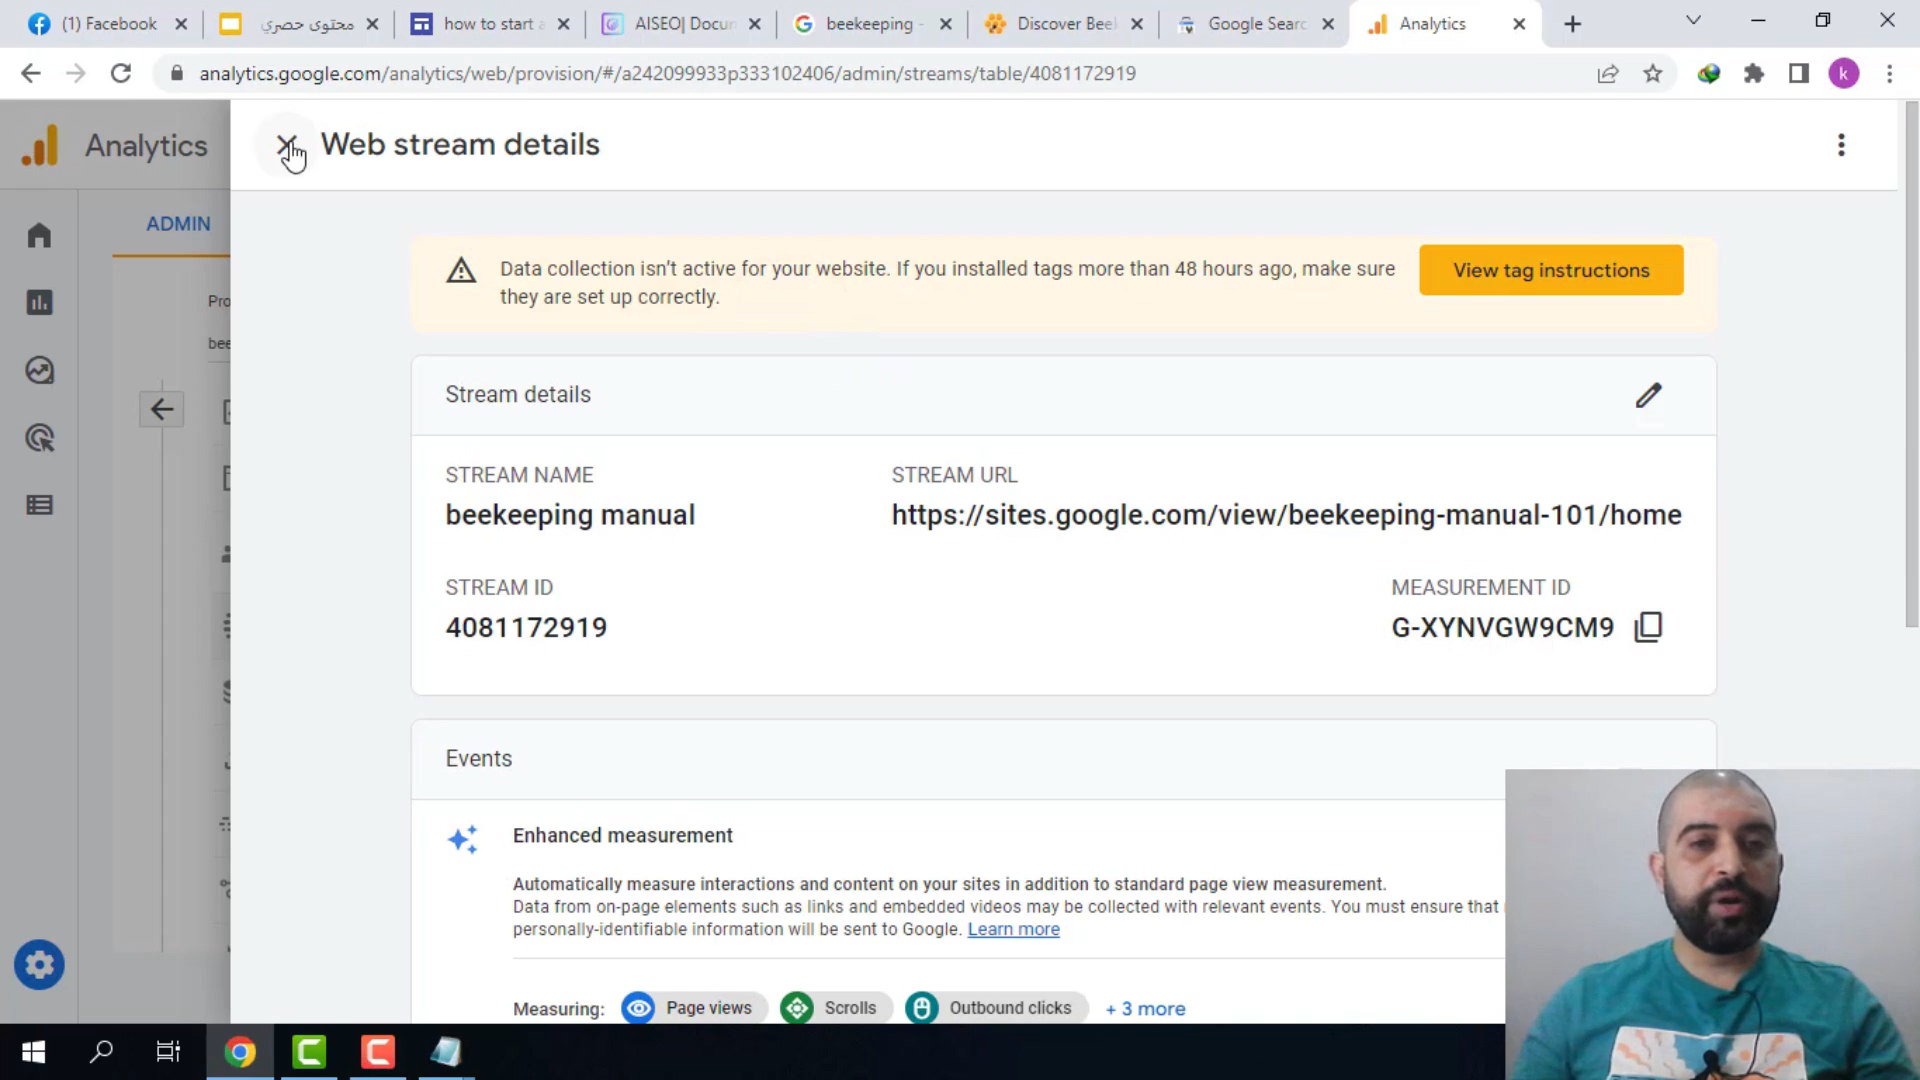 (1) Facebook
محتوى حصري
how to start
AISEO| Docu
beekeeping -
Discover Bee
Google Searc
Analytics
analytics.google.com/analytics/web/provision/#/a242099933p333102406/admin/streams/table/4081172919
k
Analytics
Web stream details
ADMIN
Pro
bee
Data collection isn't active for your website. If you installed tags more than 48 hours ago, make sure
they are set up correctly.
View tag instructions
Stream details
STREAM NAME
STREAM URL
beekeeping manual
https://sites.google.com/view/beekeeping-manual-101/home
STREAM ID
MEASUREMENT ID
4081172919
G-XYNVGW9CM9
Events
Enhanced measurement
Automatically measure interactions and content on your sites in addition to standard page view measurement.
Data from on-page elements such as links and embedded videos may be collected with relevant events. You must ensure that
personally-identifiable information will be sent to Google. Learn more
Measuring:
Page views
Scrolls
Outbound clicks
+ 3 more